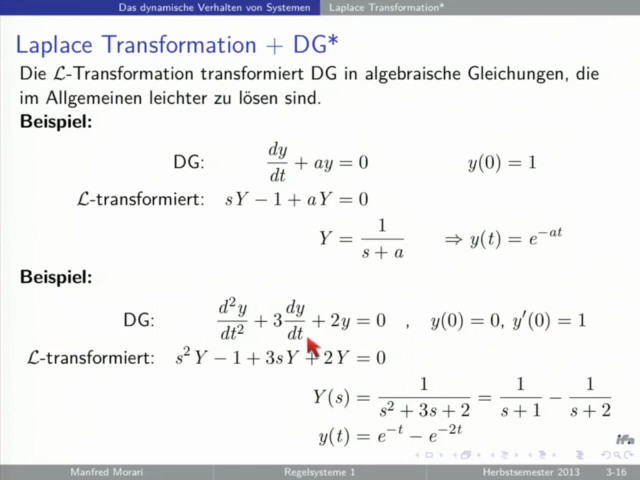 Das dynamische Verhalten von Systemen Laplace Transformation*
Laplace Transformation + DG*
Die ℒ-Transformation transformiert DG in algebraische Gleichungen, die
im Allgemeinen leichter zu lösen sind.
Beispiel:
DG: dy/dt + ay = 0 y(0) = 1
ℒ-transformiert: sY − 1 + aY = 0
Y = 1/(s + a) ⇒ y(t) = e^{−at}
Beispiel:
DG: d²y/dt² + 3 dy/dt + 2y = 0 , y(0) = 0, y′(0) = 1
ℒ-transformiert: s²Y − 1 + 3sY + 2Y = 0
Y(s) = 1/(s² + 3s + 2) = 1/(s + 1) − 1/(s + 2)
y(t) = e^{−t} − e^{−2t}
Manfred Morari Regelsysteme 1 Herbstsemester 2013 3-16